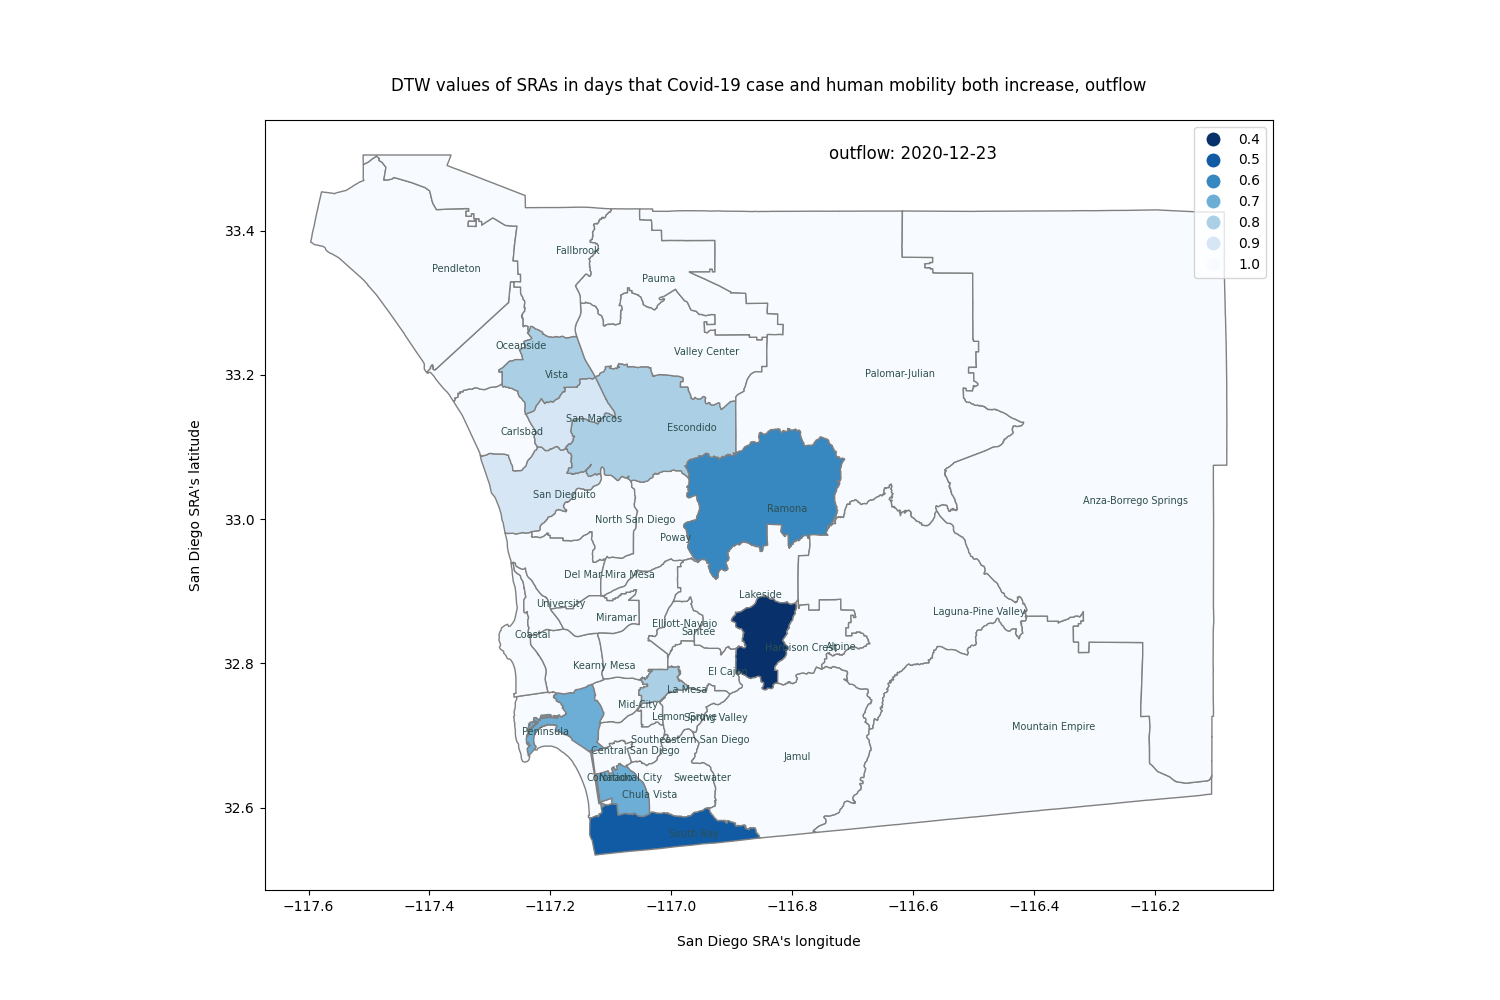 DTW values of SRAs in days that Covid-19 case and human mobility both increase, outflow
outflow: 2020-12-23
0.4
0.5
0.6
0.7
0.8
0.9
1.0
33.4
33.2
33.0
32.8
32.6
San Diego SRA's latitude
Fallbrook
Pendleton
Pauma
Oceanside
Valley Center
Vista
Palomar-Julian
San Marcos
Escondido
Carlsbad
San Dieguito
Anza-Borrego Springs
Ramona
North San Diego
Poway
Del Mar-Mira Mesa
Lakeside
University
Laguna-Pine Valley
Miramar
Elliott-Navajo
Santee
Coastal
Harbison Crest
Alpine
Kearny Mesa
El Cajon
La Mesa
Mid-City
Lemon Grove
Spring Valley
Mountain Empire
Peninsula
Southeastern San Diego
Central San Diego
Jamul
Coronado
National City
Sweetwater
Chula Vista
South Bay
−117.6
−117.4
−117.2
−117.0
−116.8
−116.6
−116.4
−116.2
San Diego SRA's longitude